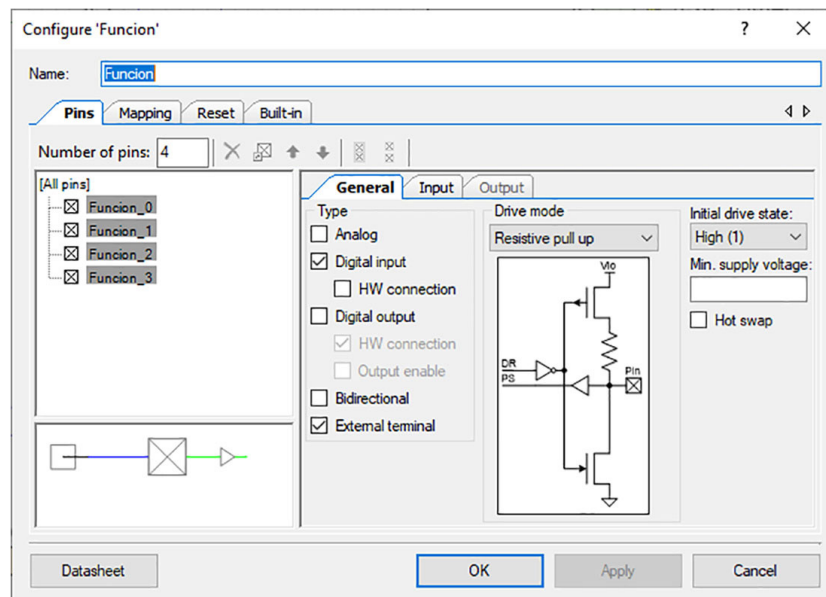 Configure 'Funcion'
?
Name: Funcion
Pins Mapping Reset Built-in
Number of pins: 4
[All pins]
Funcion_0
Funcion_1
Funcion_2
Funcion_3
General Input Output
Type
Analog
Digital input
HW connection
Digital output
HW connection
Output enable
Bidirectional
External terminal
Drive mode
Resistive pull up
Vio
DR
PS
Pin
Initial drive state:
High (1)
Min. supply voltage:
Hot swap
Datasheet OK Apply Cancel